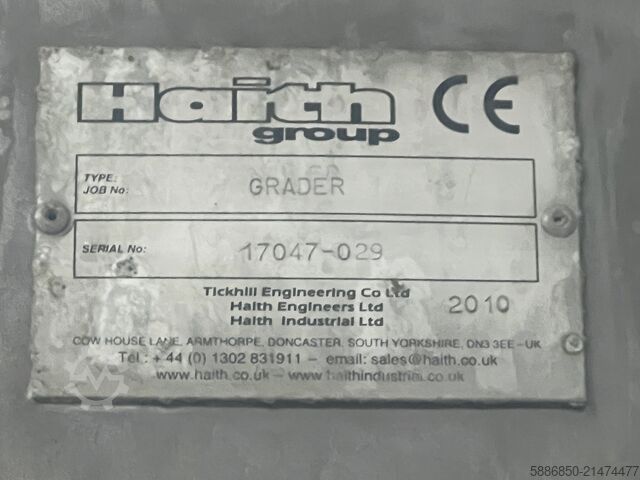 Haith CE
group
TYPE:
JOB No: GRADER
SERIAL No: 17047-029
Tickhill Engineering Co Ltd
Haith Engineers Ltd 2010
Haith Industrial Ltd
COW HOUSE LANE, ARMTHORPE, DONCASTER, SOUTH YORKSHIRE, DN3 3EE - UK
Tel: + 44 (0) 1302 831911 – email: sales@haith.co.uk
www.haith.co.uk – www.haithindustrial.co.uk
5886850-21474477